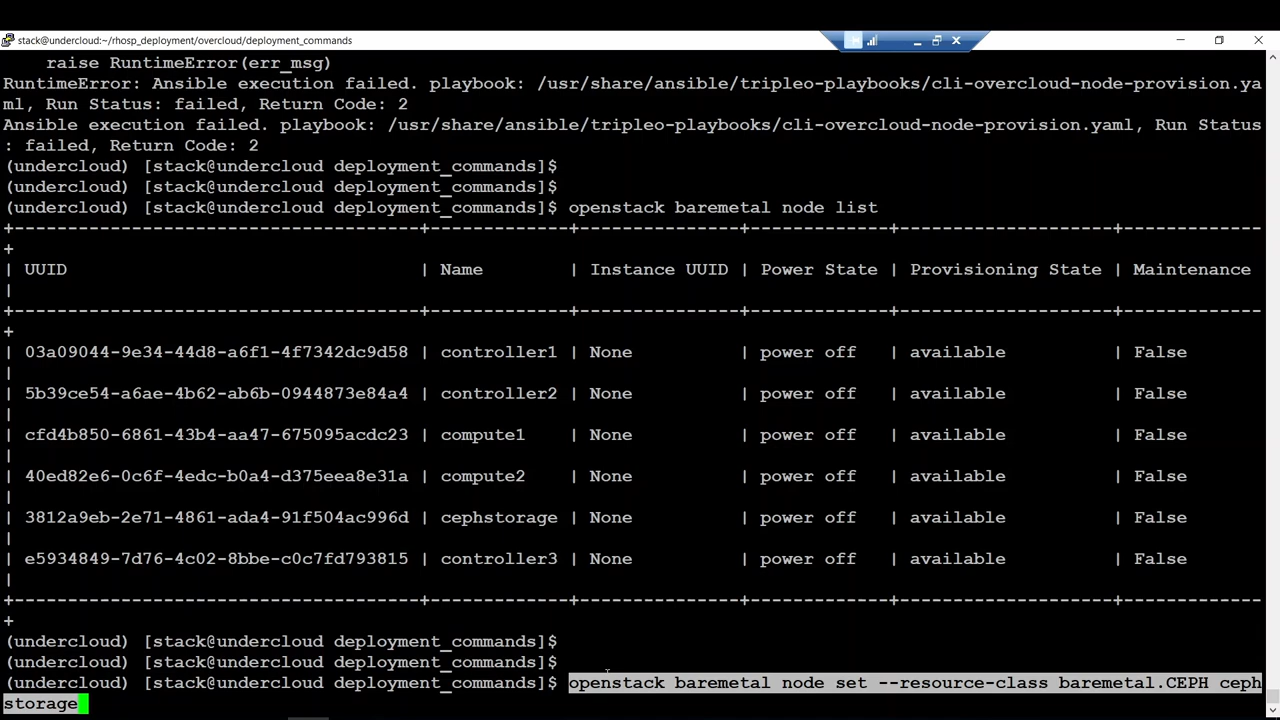 stack@undercloud:~/rhosp_deployment/overcloud/deployment_commands
    raise RuntimeError(err_msg)
RuntimeError: Ansible execution failed. playbook: /usr/share/ansible/tripleo-playbooks/cli-overcloud-node-provision.ya
ml, Run Status: failed, Return Code: 2
Ansible execution failed. playbook: /usr/share/ansible/tripleo-playbooks/cli-overcloud-node-provision.yaml, Run Status
: failed, Return Code: 2
(undercloud) [stack@undercloud deployment_commands]$
(undercloud) [stack@undercloud deployment_commands]$
(undercloud) [stack@undercloud deployment_commands]$ openstack baremetal node list
+--------------------------------------+-------------+---------------+-------------+--------------------+-------------
+
| UUID                                 | Name        | Instance UUID | Power State | Provisioning State | Maintenance
|
+--------------------------------------+-------------+---------------+-------------+--------------------+-------------
+
| 03a09044-9e34-44d8-a6f1-4f7342dc9d58 | controller1 | None          | power off   | available          | False
|
| 5b39ce54-a6ae-4b62-ab6b-0944873e84a4 | controller2 | None          | power off   | available          | False
|
| cfd4b850-6861-43b4-aa47-675095acdc23 | compute1    | None          | power off   | available          | False
|
| 40ed82e6-0c6f-4edc-b0a4-d375eea8e31a | compute2    | None          | power off   | available          | False
|
| 3812a9eb-2e71-4861-ada4-91f504ac996d | cephstorage | None          | power off   | available          | False
|
| e5934849-7d76-4c02-8bbe-c0c7fd793815 | controller3 | None          | power off   | available          | False
|
+--------------------------------------+-------------+---------------+-------------+--------------------+-------------
+
(undercloud) [stack@undercloud deployment_commands]$
(undercloud) [stack@undercloud deployment_commands]$
(undercloud) [stack@undercloud deployment_commands]$ openstack baremetal node set --resource-class baremetal.CEPH ceph
storage